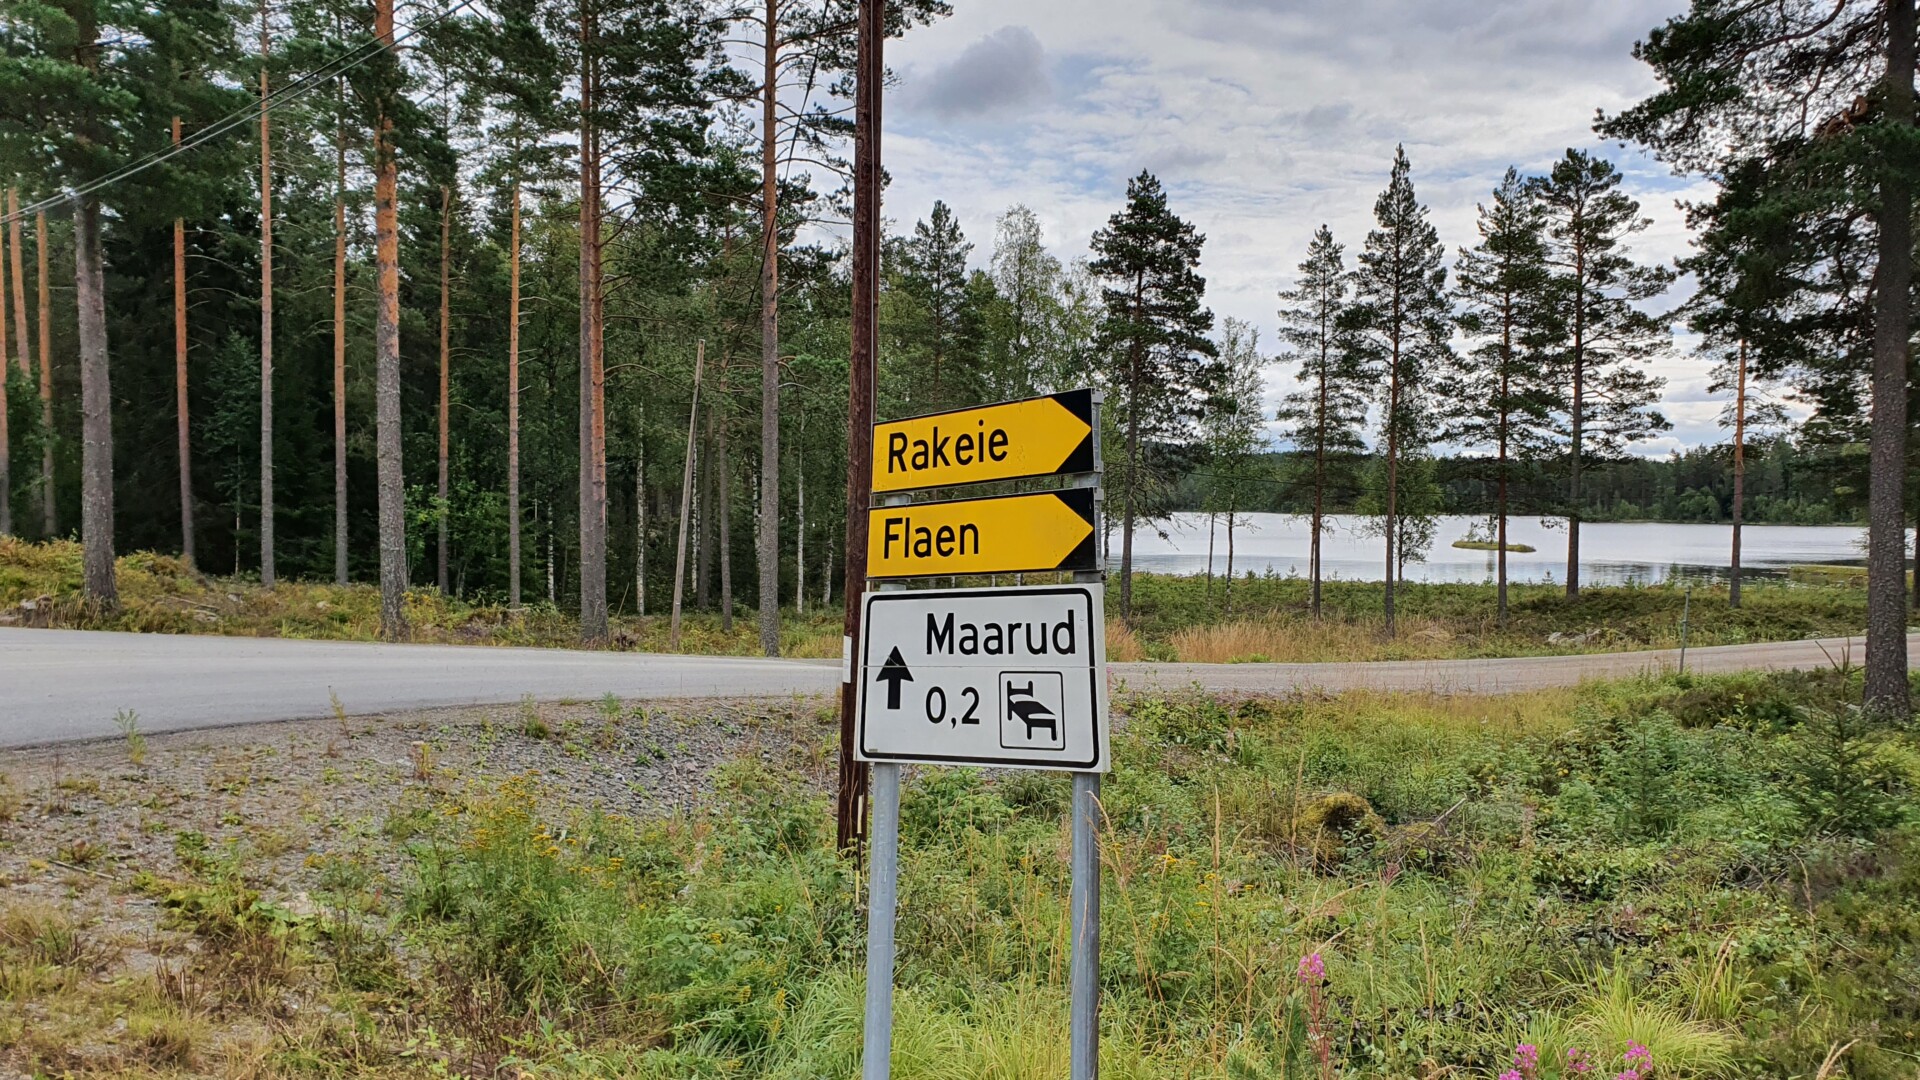 Rakeie
Flaen
Maarud
0,2